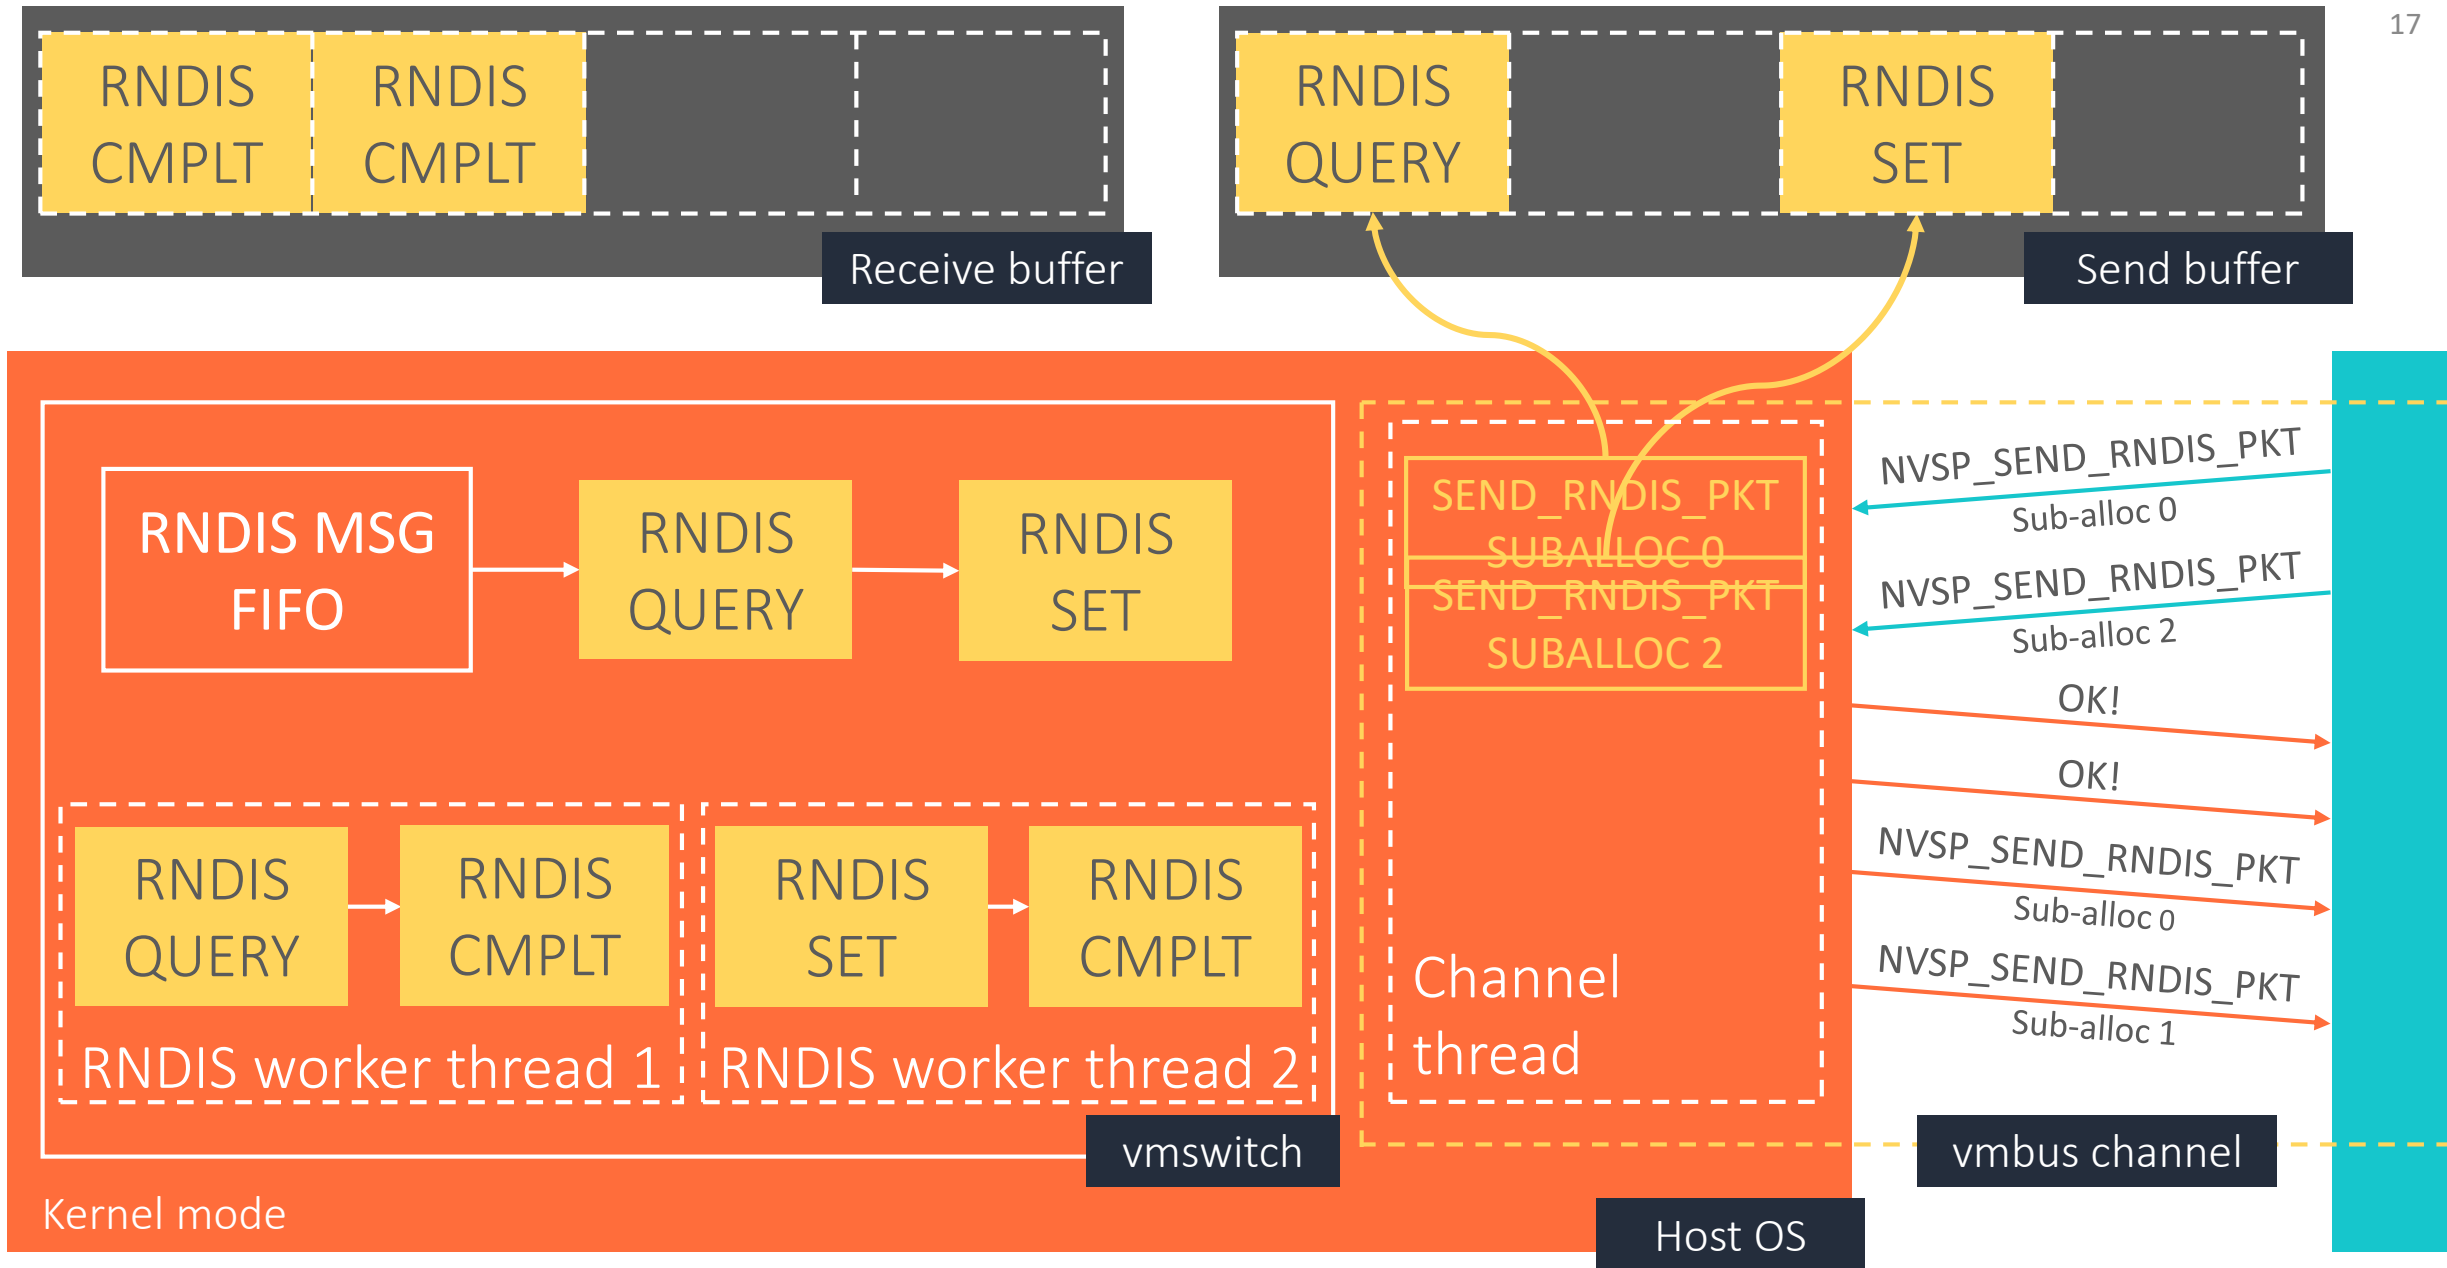 17
RNDIS
CMPLT
RNDIS
CMPLT
Receive buffer
RNDIS
QUERY
RNDIS
SET
Send buffer
RNDIS MSG
FIFO
RNDIS
QUERY
RNDIS
SET
RNDIS
QUERY
RNDIS
CMPLT
RNDIS worker thread 1
RNDIS
SET
RNDIS
CMPLT
RNDIS worker thread 2
vmswitch
Kernel mode
SEND_RNDIS_PKT
SUBALLOC 0
SEND_RNDIS_PKT
SUBALLOC 2
Channel
thread
Host OS
NVSP_SEND_RNDIS_PKT
Sub-alloc 0
NVSP_SEND_RNDIS_PKT
Sub-alloc 2
OK!
OK!
NVSP_SEND_RNDIS_PKT
Sub-alloc 0
NVSP_SEND_RNDIS_PKT
Sub-alloc 1
vmbus channel